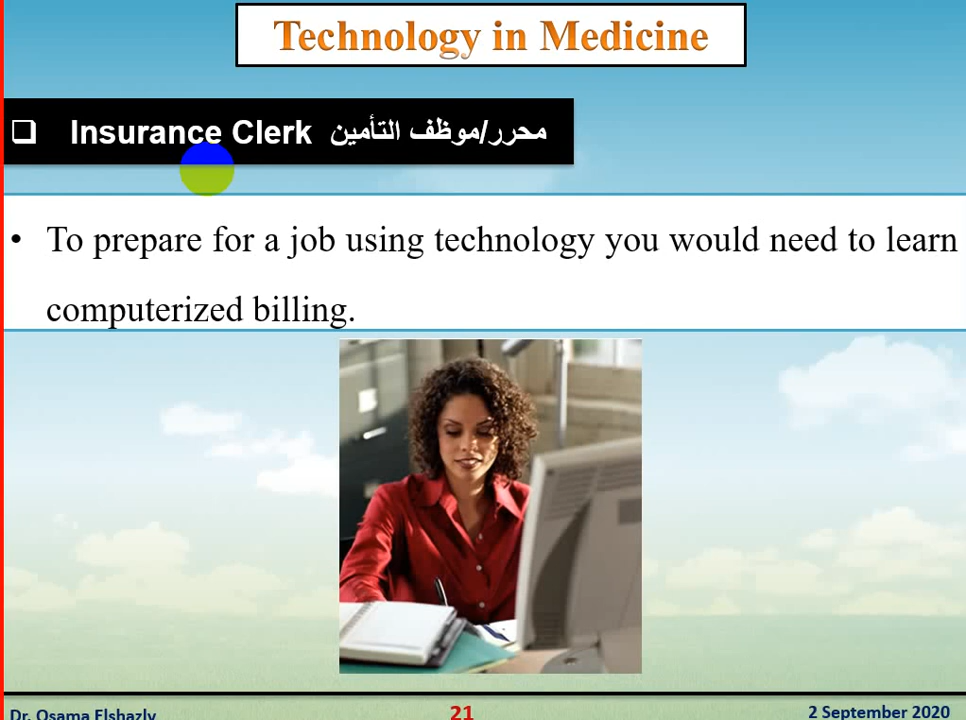 Technology in Medicine
❑ Insurance Clerk محرر/موظف التأمين
• To prepare for a job using technology you would need to learn
computerized billing.
Dr. Osama Elshazly 21 2 September 2020